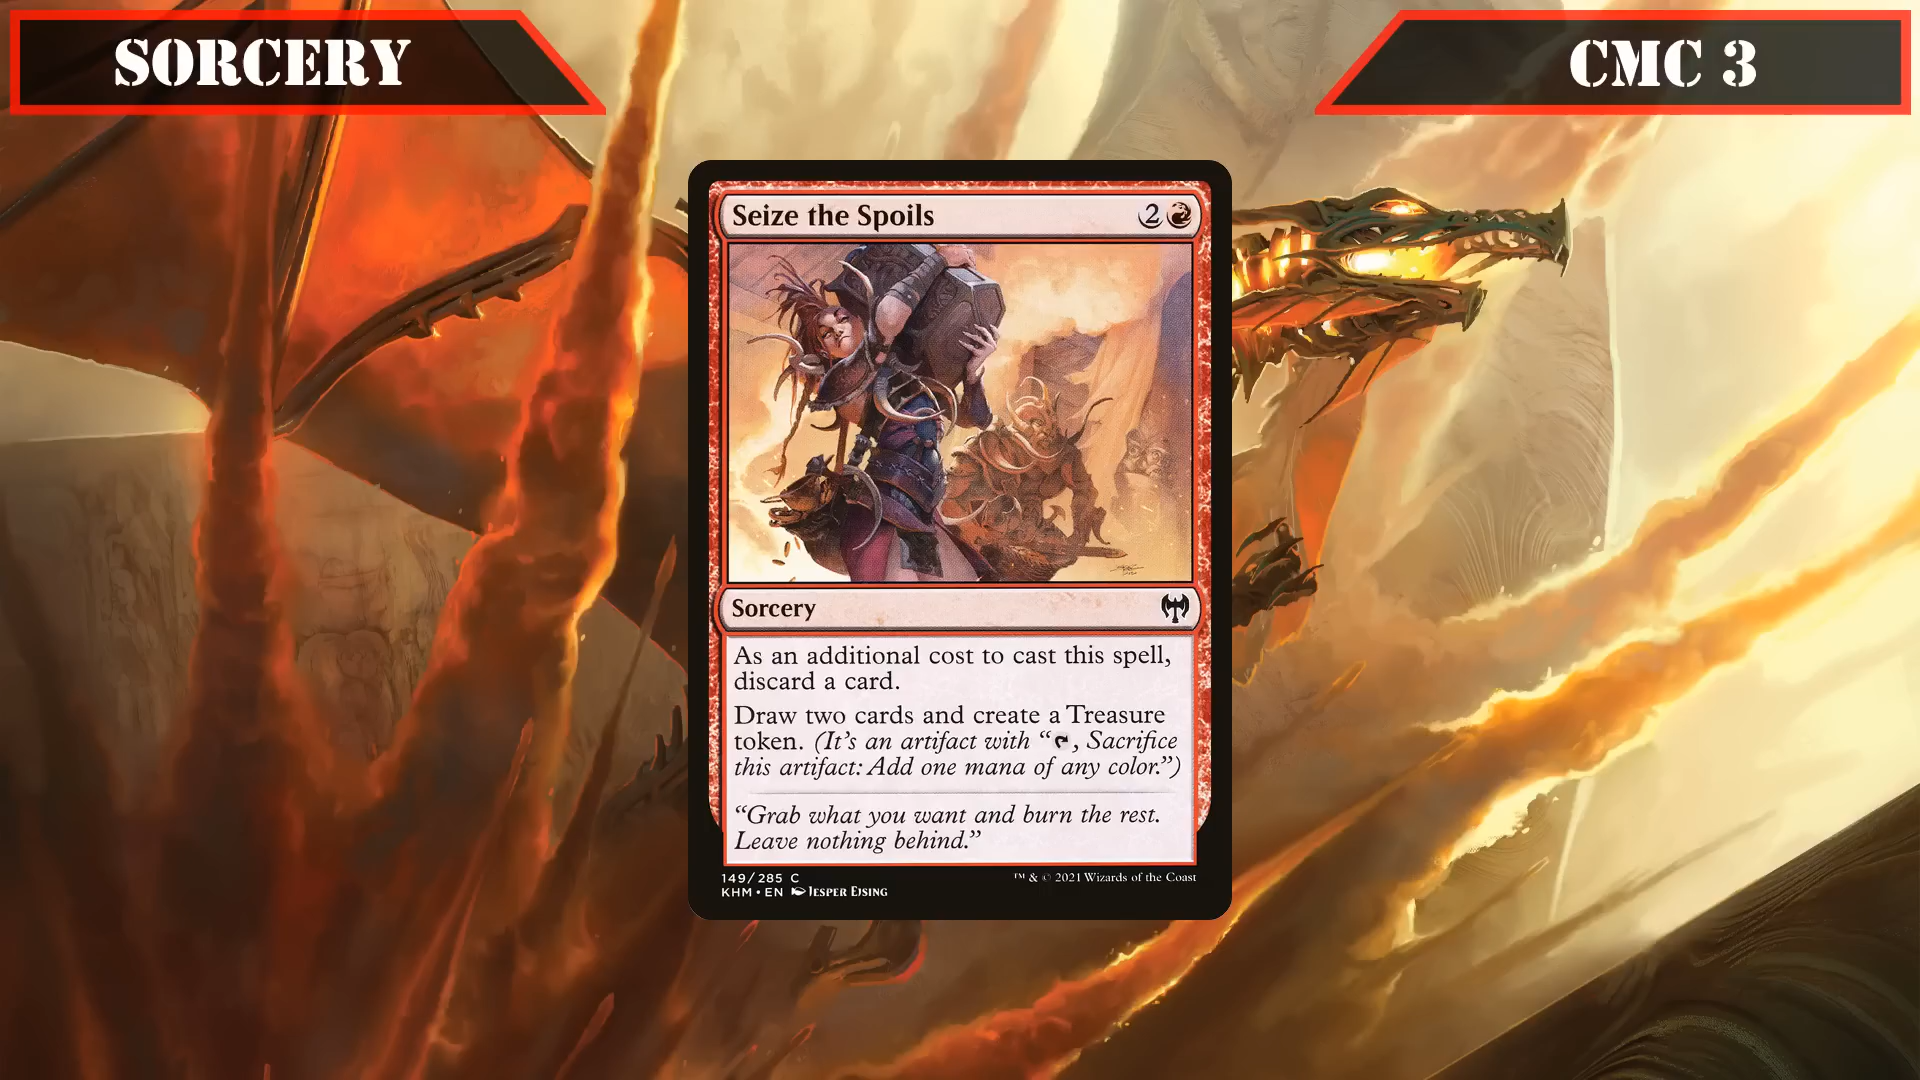 SORCERY
CMC 3
Seize the Spoils
2
Sorcery
As an additional cost to cast this spell,
discard a card.
Draw two cards and create a Treasure
token. (It's an artifact with “, Sacrifice
this artifact: Add one mana of any color.”)
“Grab what you want and burn the rest.
Leave nothing behind.”
149/285 C
KHM • EN Jesper Ejsing
™ & © 2021 Wizards of the Coast